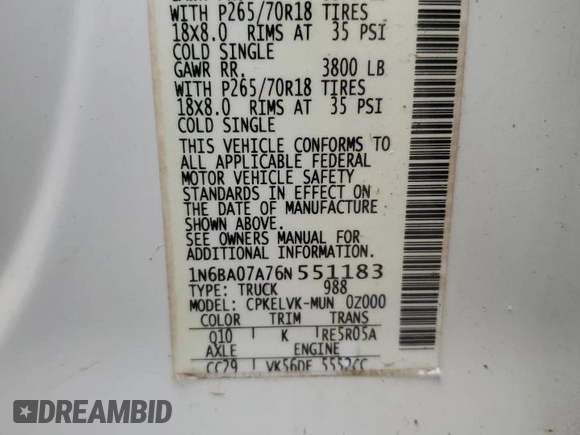 WITH P265/70R18 TIRES
18X8.0 RIMS AT 35 PSI
COLD SINGLE
GAWR RR. 3800 LB
WITH P265/70R18 TIRES
18X8.0 RIMS AT 35 PSI
COLD SINGLE
THIS VEHICLE CONFORMS TO
ALL APPLICABLE FEDERAL
MOTOR VEHICLE SAFETY
STANDARDS IN EFFECT ON
THE DATE OF MANUFACTURE
SHOWN ABOVE.
SEE OWNERS MANUAL FOR
ADDITIONAL INFORMATION.
1N6BA07A76N551183
TYPE: TRUCK 988
MODEL: CPKELVK-MUN 0Z000
COLOR TRIM TRANS
Q10 K RE5R05A
AXLE ENGINE
CC29 VK56DE 5552CC
DREAMBID